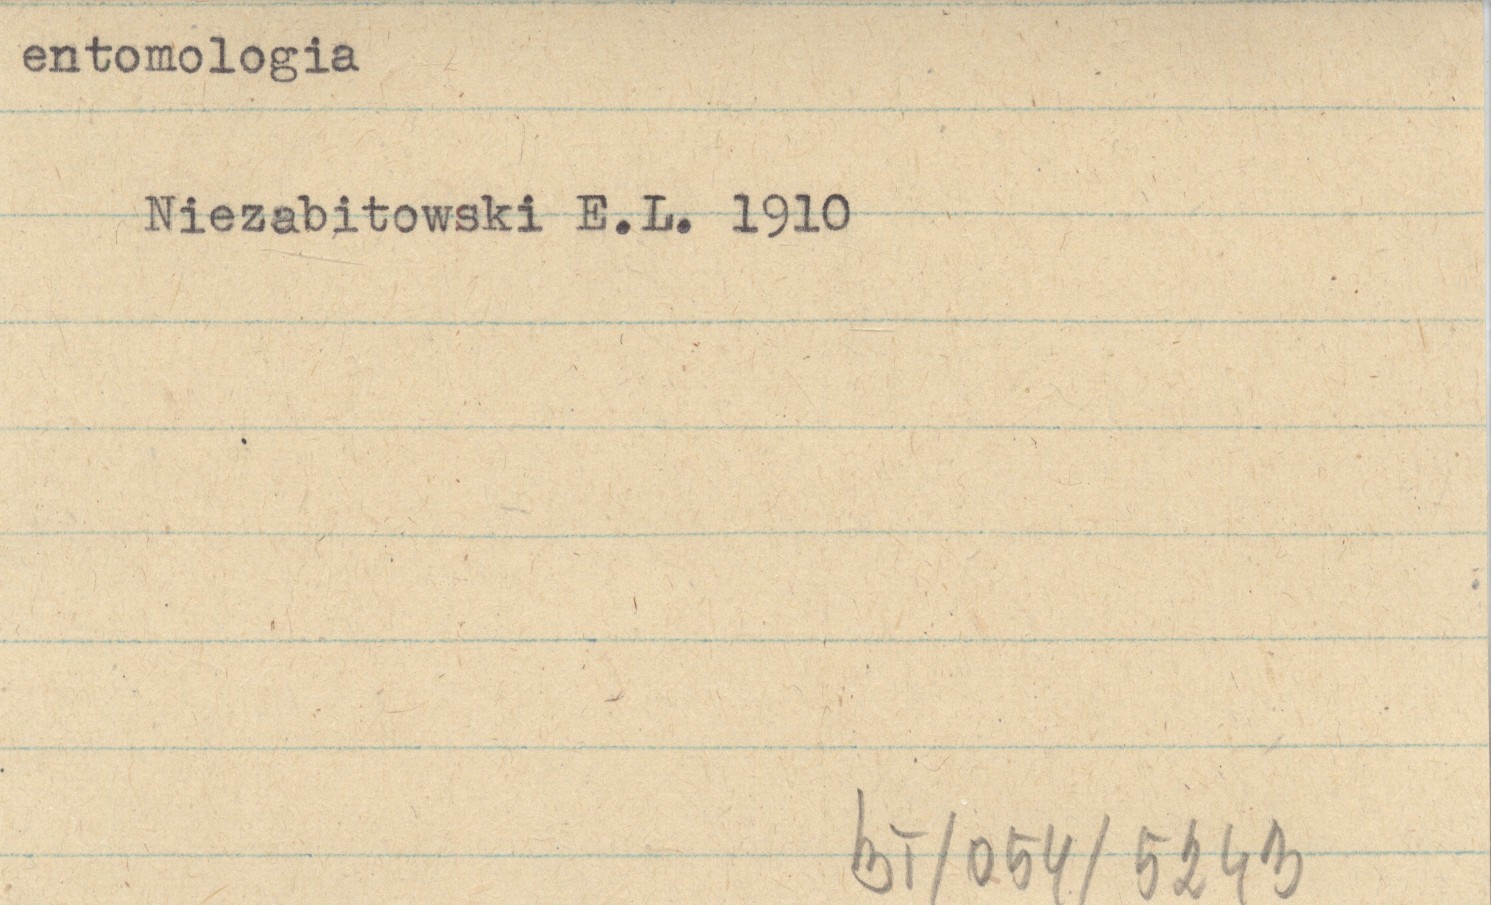 entomologia
Niezabitowski E.L. 1910
BI/054/5243